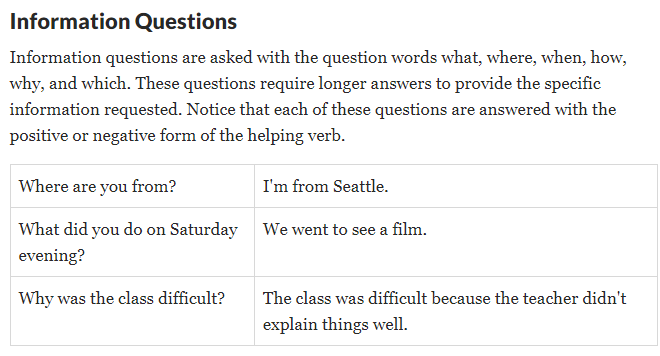 Information Questions
Information questions are asked with the question words what, where, when, how,
why, and which. These questions require longer answers to provide the specific
information requested. Notice that each of these questions are answered with the
positive or negative form of the helping verb.
Where are you from?
I'm from Seattle.
What did you do on Saturday
evening?
We went to see a film.
Why was the class difficult?
The class was difficult because the teacher didn't
explain things well.